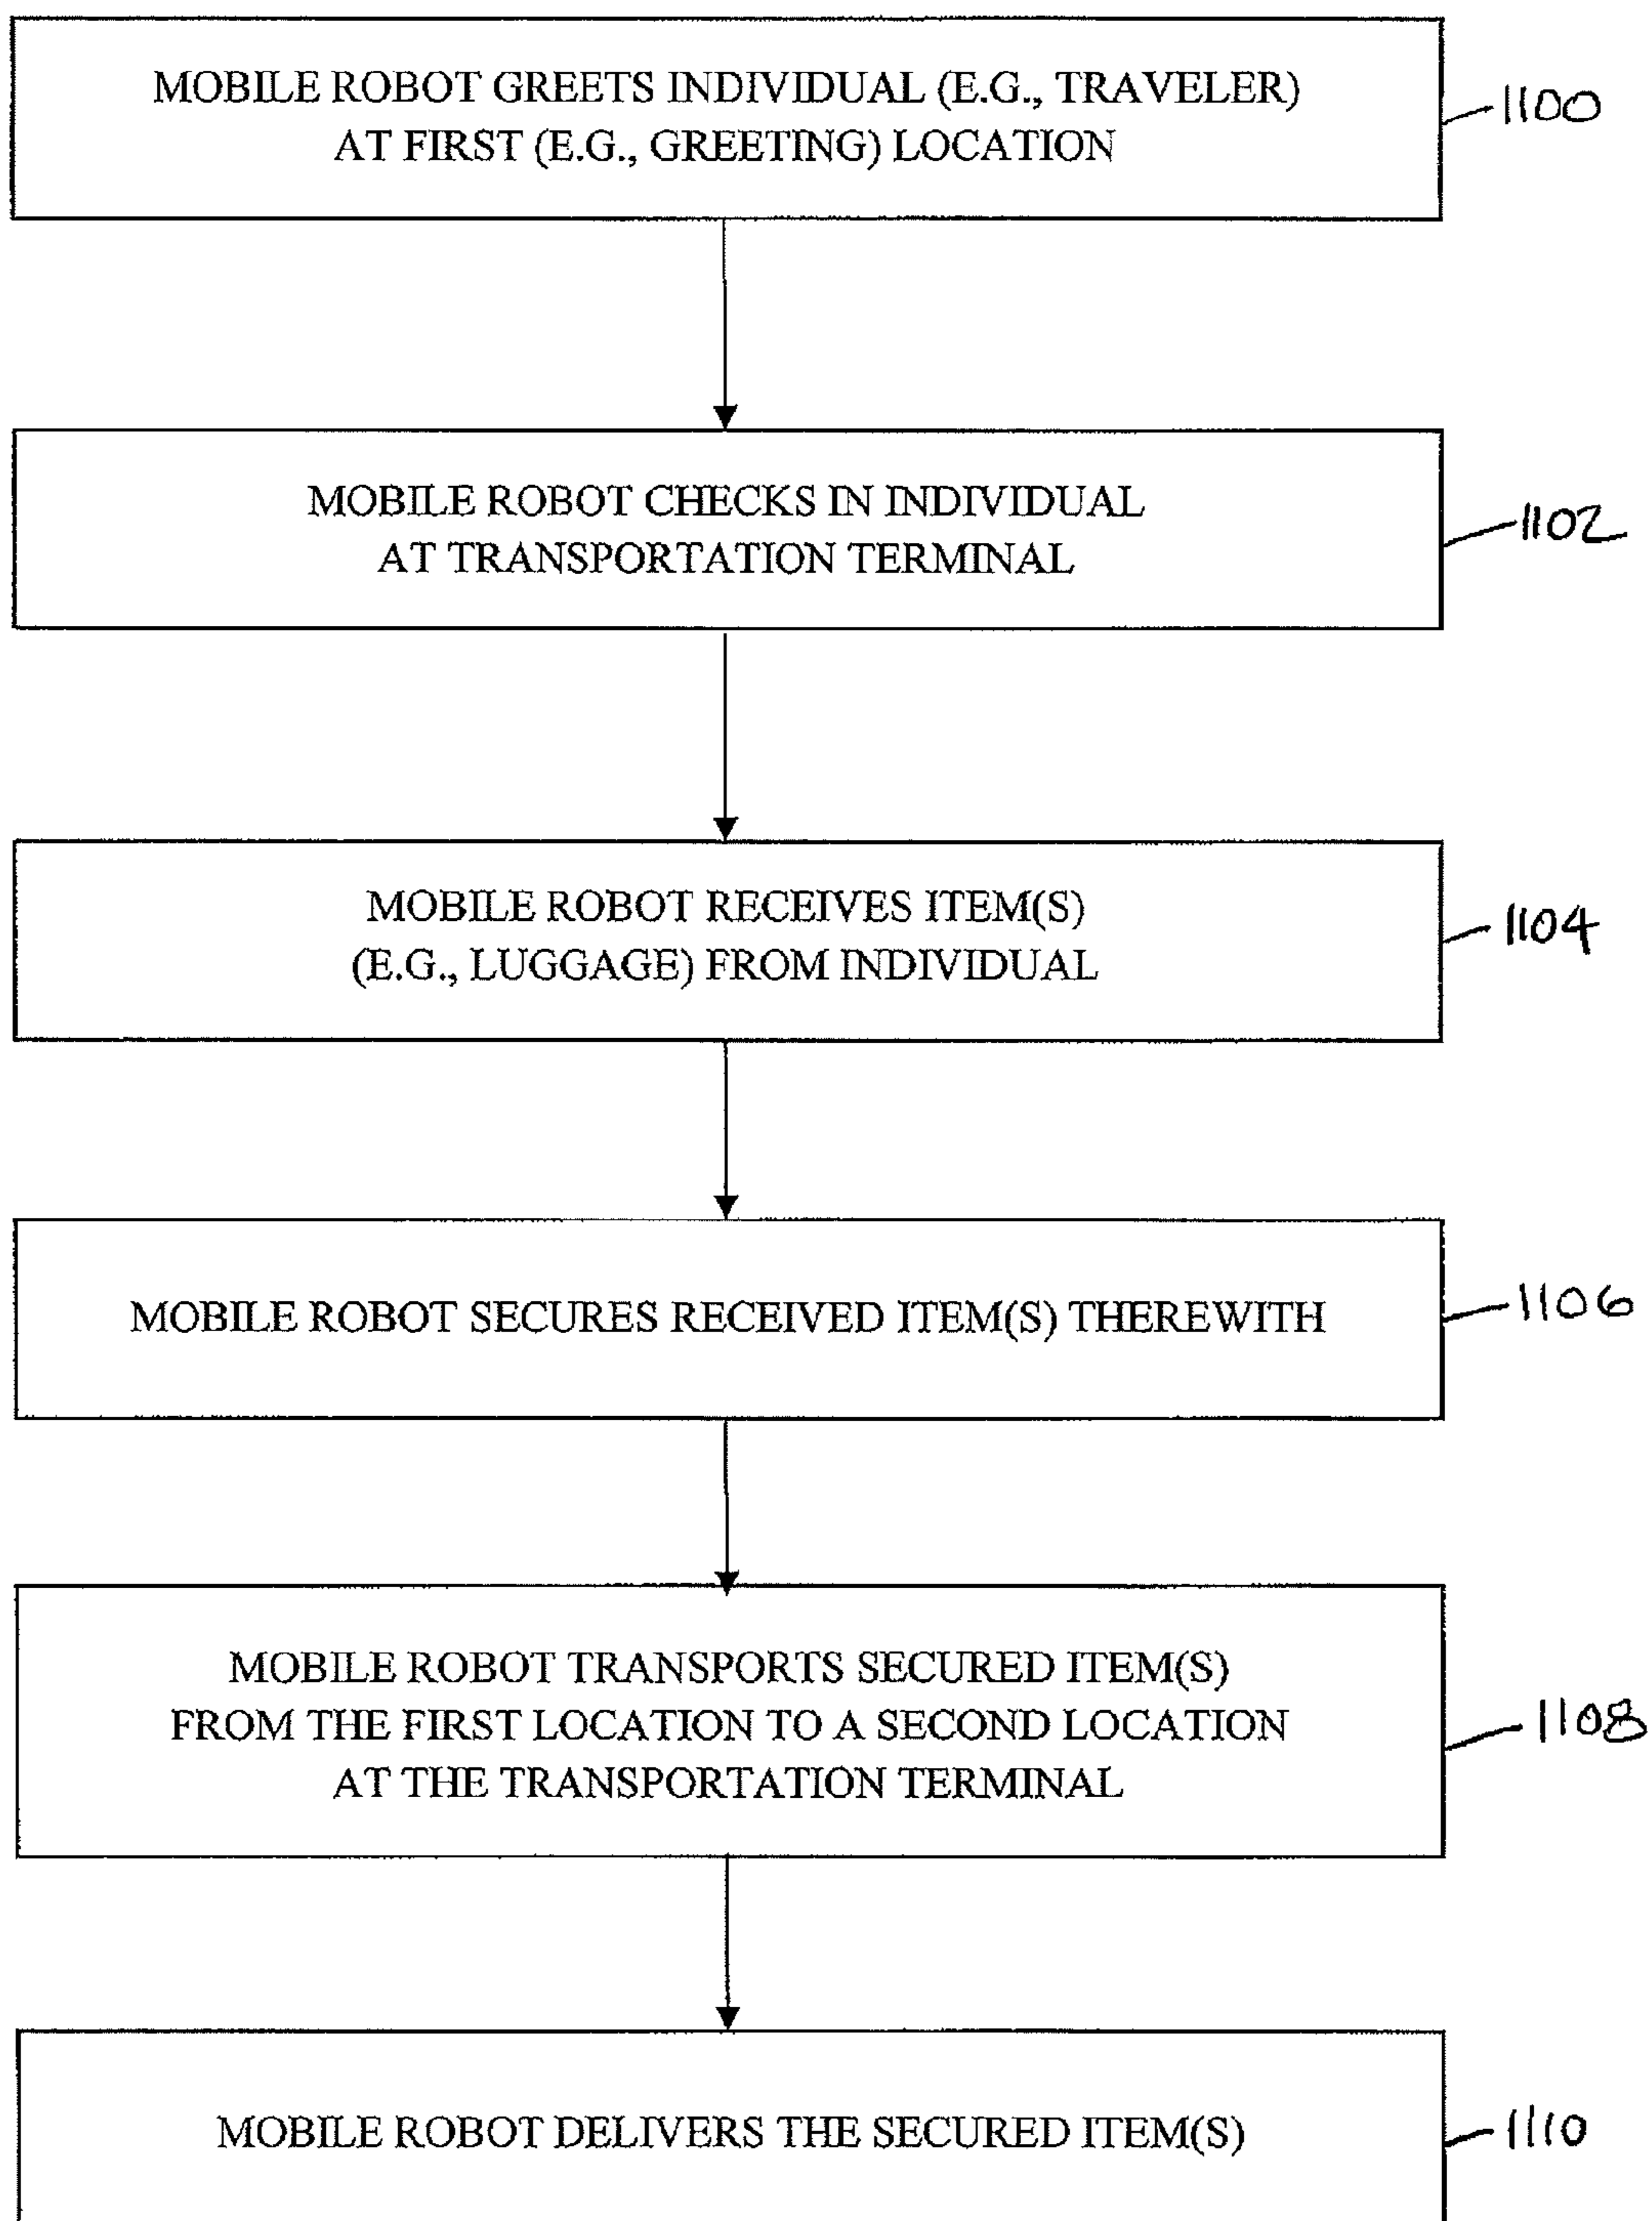 MOBILE ROBOT GREETS INDIVIDUAL (E.G., TRAVELER)
AT FIRST (E.G., GREETING) LOCATION
1100
MOBILE ROBOT CHECKS IN INDIVIDUAL
AT TRANSPORTATION TERMINAL
1102
MOBILE ROBOT RECEIVES ITEM(S)
(E.G., LUGGAGE) FROM INDIVIDUAL
1104
MOBILE ROBOT SECURES RECEIVED ITEM(S) THEREWITH
1106
MOBILE ROBOT TRANSPORTS SECURED ITEM(S)
FROM THE FIRST LOCATION TO A SECOND LOCATION
AT THE TRANSPORTATION TERMINAL
1108
MOBILE ROBOT DELIVERS THE SECURED ITEM(S)
1110